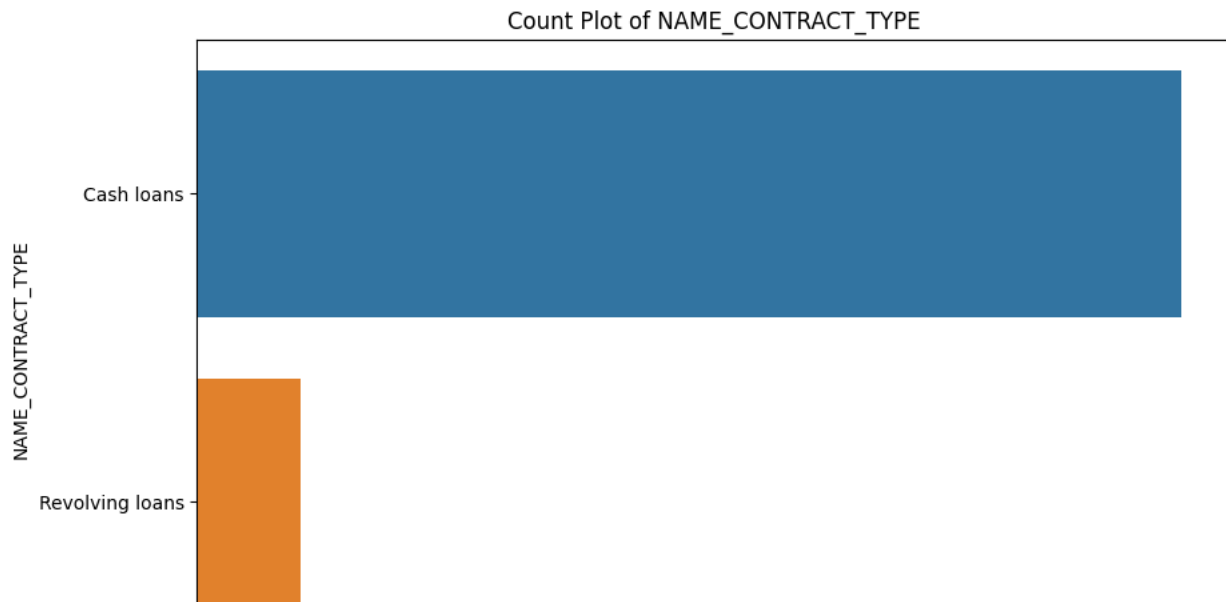 Count Plot of NAME_CONTRACT_TYPE
Cash loans
NAME_CONTRACT_TYPE
Revolving loans